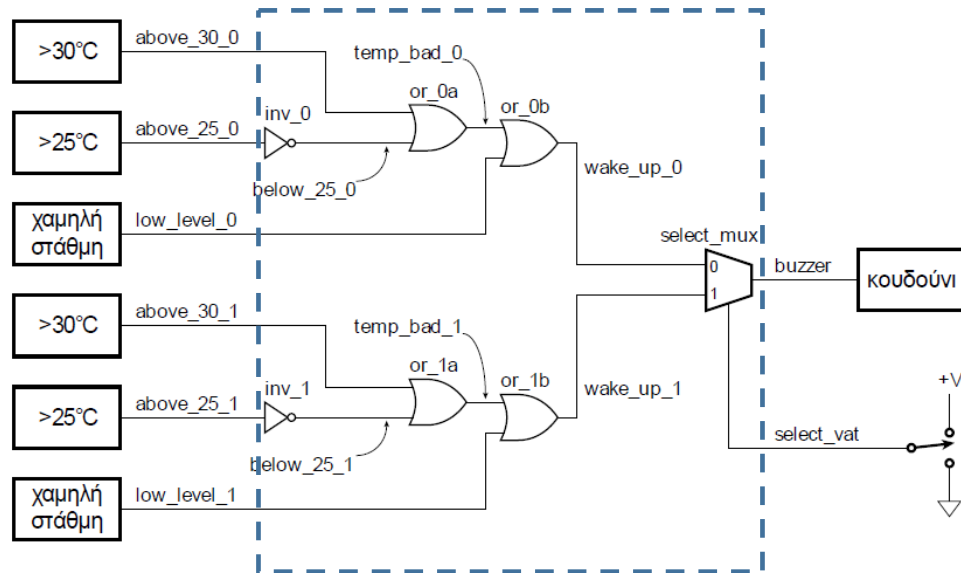 >30°C
above_30_0
temp_bad_0
or_0a
or_0b
inv_0
>25°C
above_25_0
below_25_0
wake_up_0
χαμηλή
στάθμη
low_level_0
select_mux
0
1
buzzer
κουδούνι
>30°C
above_30_1
temp_bad_1
or_1a
or_1b
inv_1
>25°C
above_25_1
below_25_1
wake_up_1
+V
select_vat
χαμηλή
στάθμη
low_level_1